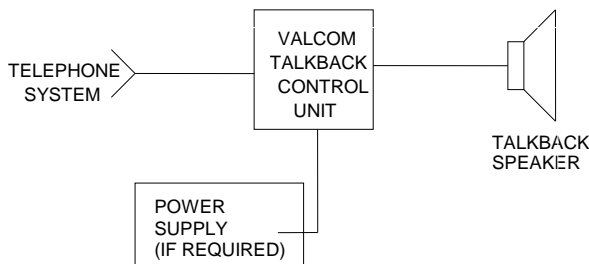 TELEPHONE
SYSTEM
VALCOM
TALKBACK
CONTROL
UNIT
TALKBACK
SPEAKER
POWER
SUPPLY
(IF REQUIRED)